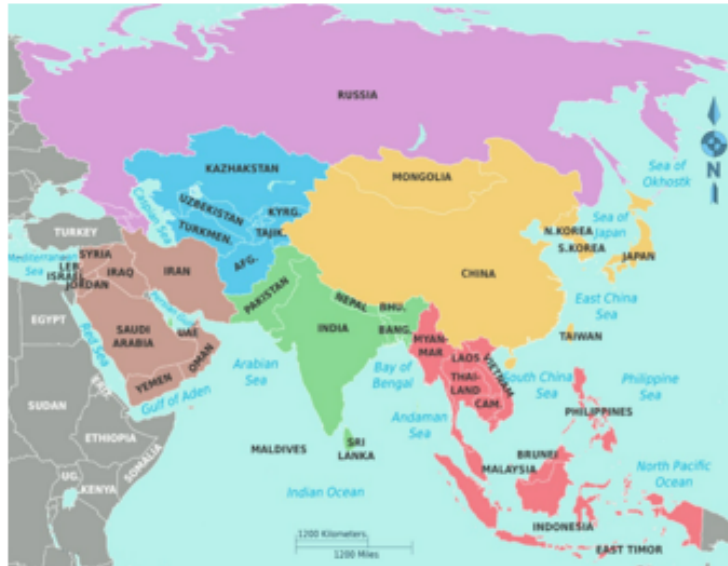 RUSSIA
N
Sea of
Okhostk
KAZHAKSTAN
MONGOLIA
Caspian Sea
UZBEKISTAN
KYRG.
TURKMEN.
TAJIK.
TURKEY
Mediterranean
Sea
SYRIA
LEB.
ISRAEL
JORDAN
IRAQ
IRAN
AFG.
N.KOREA
S.KOREA
Sea of
Japan
JAPAN
CHINA
PAKISTAN
NEPAL
BHU.
EGYPT
SAUDI
ARABIA
UAE
OMAN
Red Sea
INDIA
BANG.
MYAN-
MAR
East China
Sea
TAIWAN
LAOS
VIETNAM
THAI-
LAND
CAM.
Arabian
Sea
Bay of
Bengal
South China
Sea
Philippine
Sea
YEMEN
Gulf of Aden
SUDAN
ETHIOPIA
SOMALIA
Andaman
Sea
PHILIPPINES
MALDIVES
SRI
LANKA
UG.
KENYA
BRUNEI
MALAYSIA
North Pacific
Ocean
Indian Ocean
INDONESIA
EAST TIMOR
1200 Kilometers
1200 Miles